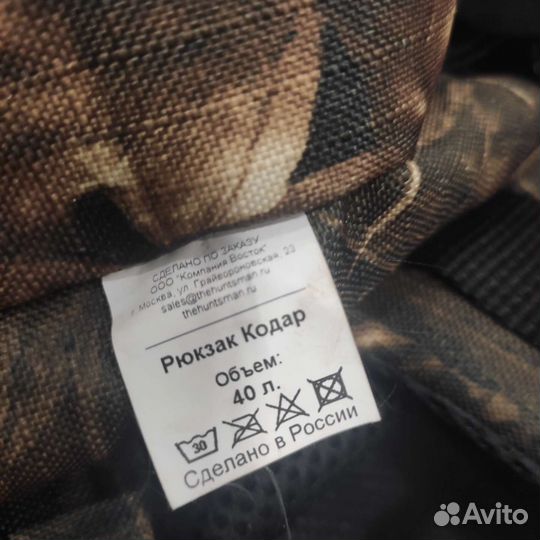 СДЕЛАНО ПО ЗАКАЗУ
ООО "Компания Восток"
г. Москва, ул. Грайвороновская, 23
sales@thehuntsman.ru
thehuntsman.ru
Рюкзак Кодар
Объем:
40 л.
30
Сделано в России
Avito